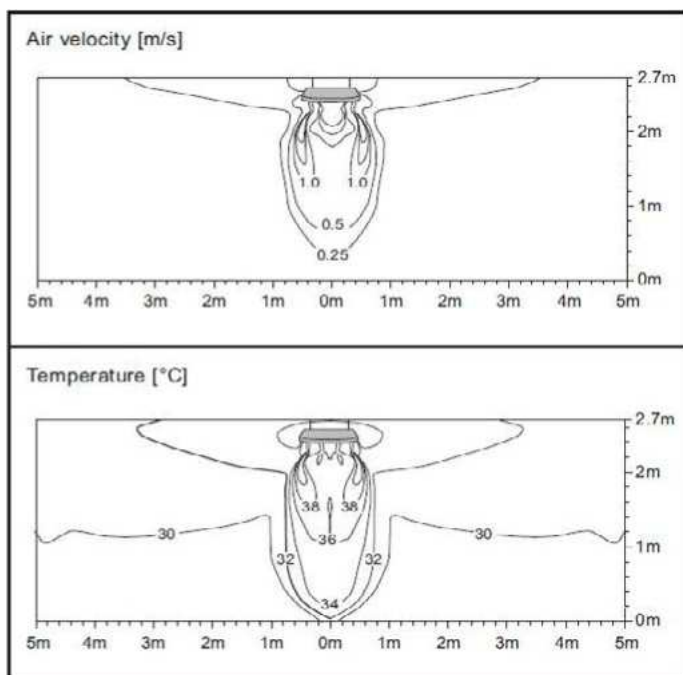 Air velocity [m/s]
2.7m
2m
1.0 1.0
1m
0.5
0.25
0m
5m 4m 3m 2m 1m 0m 1m 2m 3m 4m 5m
Temperature [°C]
2.7m
2m
38 38
30 36 30
1m
32 32
34
0m
5m 4m 3m 2m 1m 0m 1m 2m 3m 4m 5m